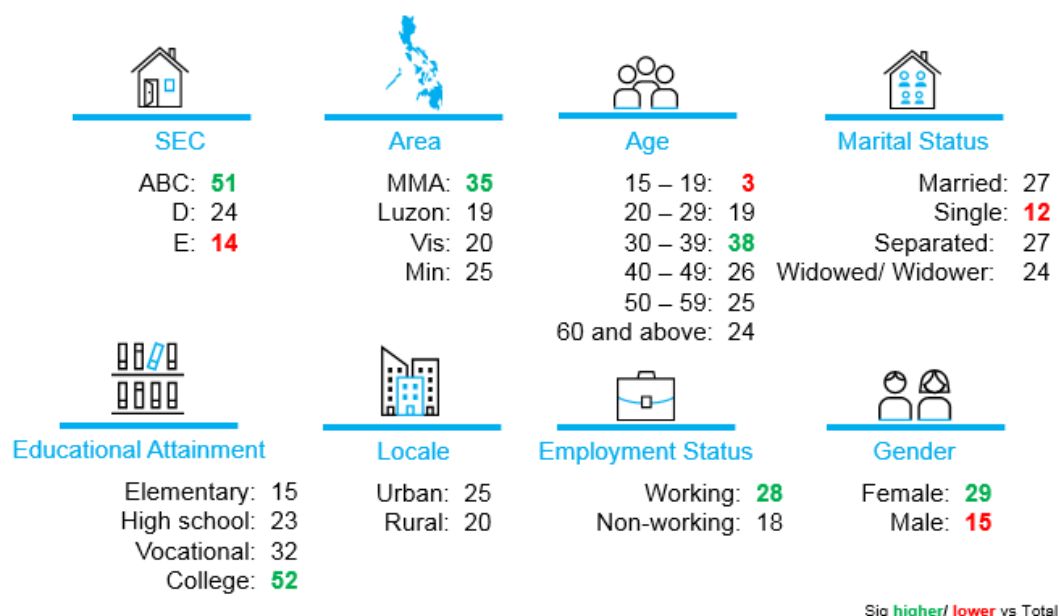 SEC
ABC: 51
D: 24
E: 14
Area
MMA: 35
Luzon: 19
Vis: 20
Min: 25
Age
15 – 19: 3
20 – 29: 19
30 – 39: 38
40 – 49: 26
50 – 59: 25
60 and above: 24
Marital Status
Married: 27
Single: 12
Separated: 27
Widowed/ Widower: 24
Educational Attainment
Elementary: 15
High school: 23
Vocational: 32
College: 52
Locale
Urban: 25
Rural: 20
Employment Status
Working: 28
Non-working: 18
Gender
Female: 29
Male: 15
Sig higher/ lower vs Total